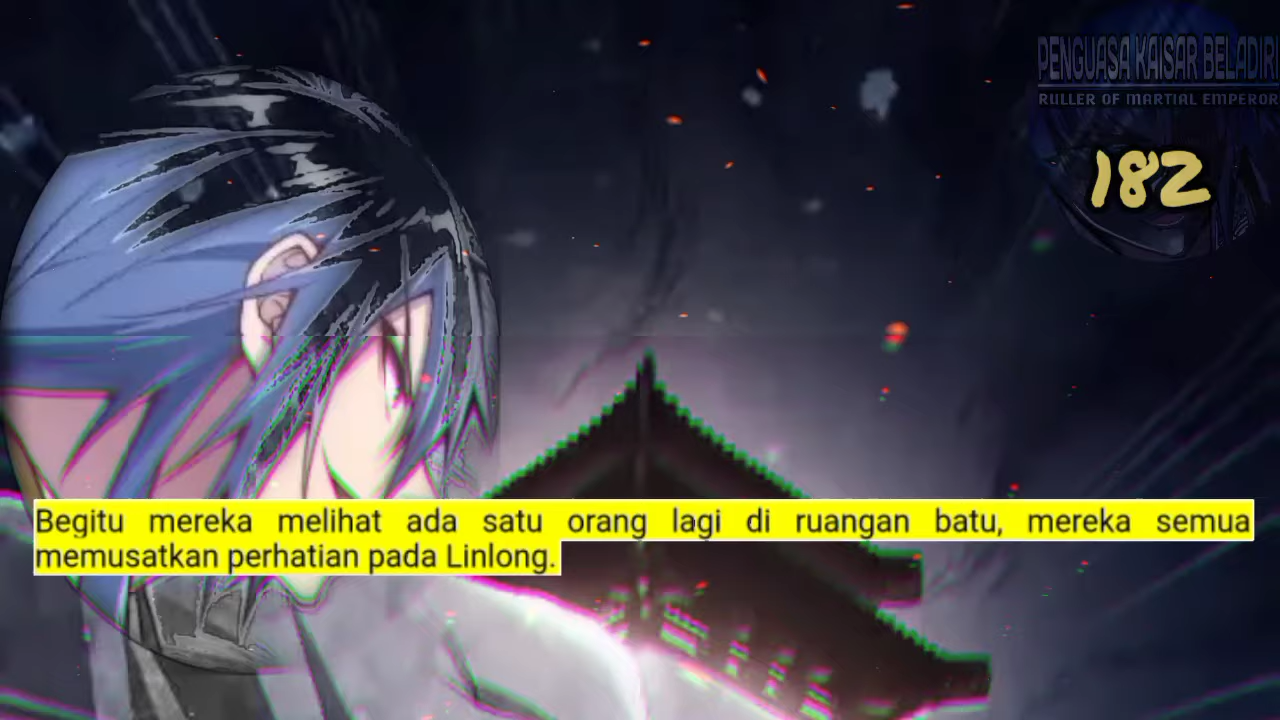 PENGUASA KAISAR BELADIRI
RULLER OF MARTIAL EMPEROR
182
Begitu mereka melihat ada satu orang lagi di ruangan batu, mereka semua
memusatkan perhatian pada Linlong.